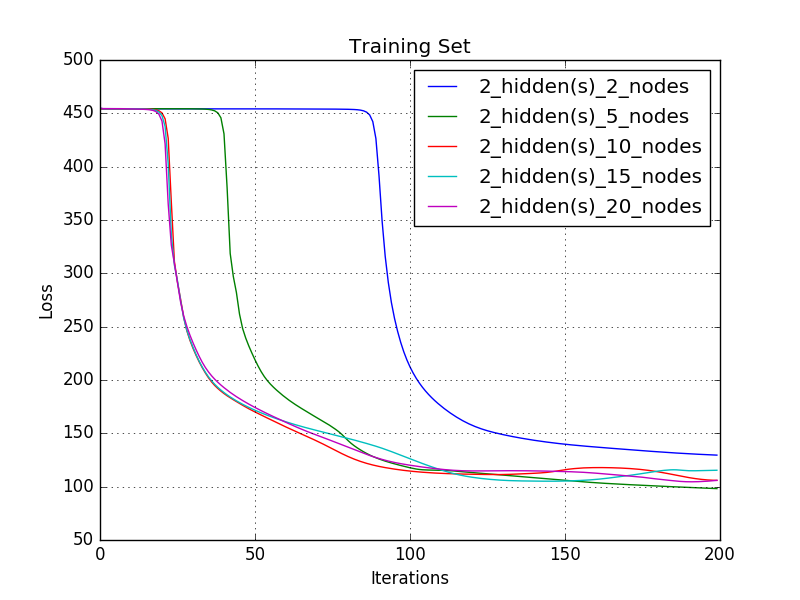 Training Set
500
450
400
350
300
250
200
150
100
50
Loss
2_hidden(s)_2_nodes
2_hidden(s)_5_nodes
2_hidden(s)_10_nodes
2_hidden(s)_15_nodes
2_hidden(s)_20_nodes
0 50 100 150 200
Iterations